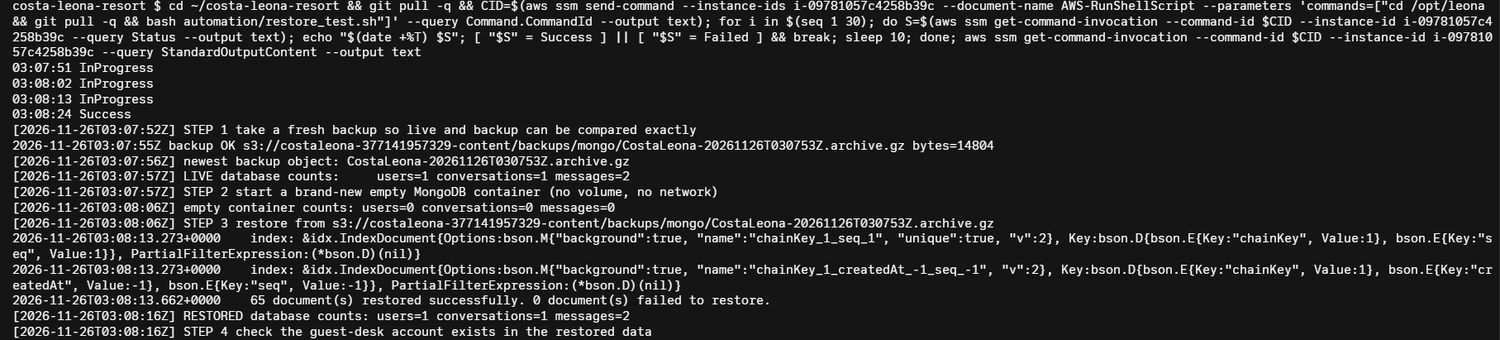 costa-leona-resort $ cd ~/costa-leona-resort && git pull -q && CID=$(aws ssm send-command --instance-ids i-09781057c4258b39c --document-name AWS-RunShellScript --parameters 'commands=["cd /opt/leona
&& git pull -q && bash automation/restore_test.sh"]' --query Command.CommandId --output text); for i in $(seq 1 30); do S=$(aws ssm get-command-invocation --command-id $CID --instance-id i-09781057c4
258b39c --query Status --output text); echo "$(date +%T) $S"; [ "$S" = Success ] || [ "$S" = Failed ] && break; sleep 10; done; aws ssm get-command-invocation --command-id $CID --instance-id i-097810
57c4258b39c --query StandardOutputContent --output text
03:07:51 InProgress
03:08:02 InProgress
03:08:13 InProgress
03:08:24 Success
[2026-11-26T03:07:52Z] STEP 1 take a fresh backup so live and backup can be compared exactly
2026-11-26T03:07:55Z backup OK s3://costaleona-377141957329-content/backups/mongo/CostaLeona-20261126T030753Z.archive.gz bytes=14804
[2026-11-26T03:07:56Z] newest backup object: CostaLeona-20261126T030753Z.archive.gz
[2026-11-26T03:07:57Z] LIVE database counts:     users=1 conversations=1 messages=2
[2026-11-26T03:07:57Z] STEP 2 start a brand-new empty MongoDB container (no volume, no network)
[2026-11-26T03:08:06Z] empty container counts: users=0 conversations=0 messages=0
[2026-11-26T03:08:06Z] STEP 3 restore from s3://costaleona-377141957329-content/backups/mongo/CostaLeona-20261126T030753Z.archive.gz
2026-11-26T03:08:13.273+0000    index: &idx.IndexDocument{Options:bson.M{"background":true, "name":"chainKey_1_seq_1", "unique":true, "v":2}, Key:bson.D{bson.E{Key:"chainKey", Value:1}, bson.E{Key:"s
eq", Value:1}}, PartialFilterExpression:(*bson.D)(nil)}
2026-11-26T03:08:13.273+0000    index: &idx.IndexDocument{Options:bson.M{"background":true, "name":"chainKey_1_createdAt_-1_seq_-1", "v":2}, Key:bson.D{bson.E{Key:"chainKey", Value:1}, bson.E{Key:"cr
eatedAt", Value:-1}, bson.E{Key:"seq", Value:-1}}, PartialFilterExpression:(*bson.D)(nil)}
2026-11-26T03:08:13.662+0000    65 document(s) restored successfully. 0 document(s) failed to restore.
[2026-11-26T03:08:16Z] RESTORED database counts: users=1 conversations=1 messages=2
[2026-11-26T03:08:16Z] STEP 4 check the guest-desk account exists in the restored data